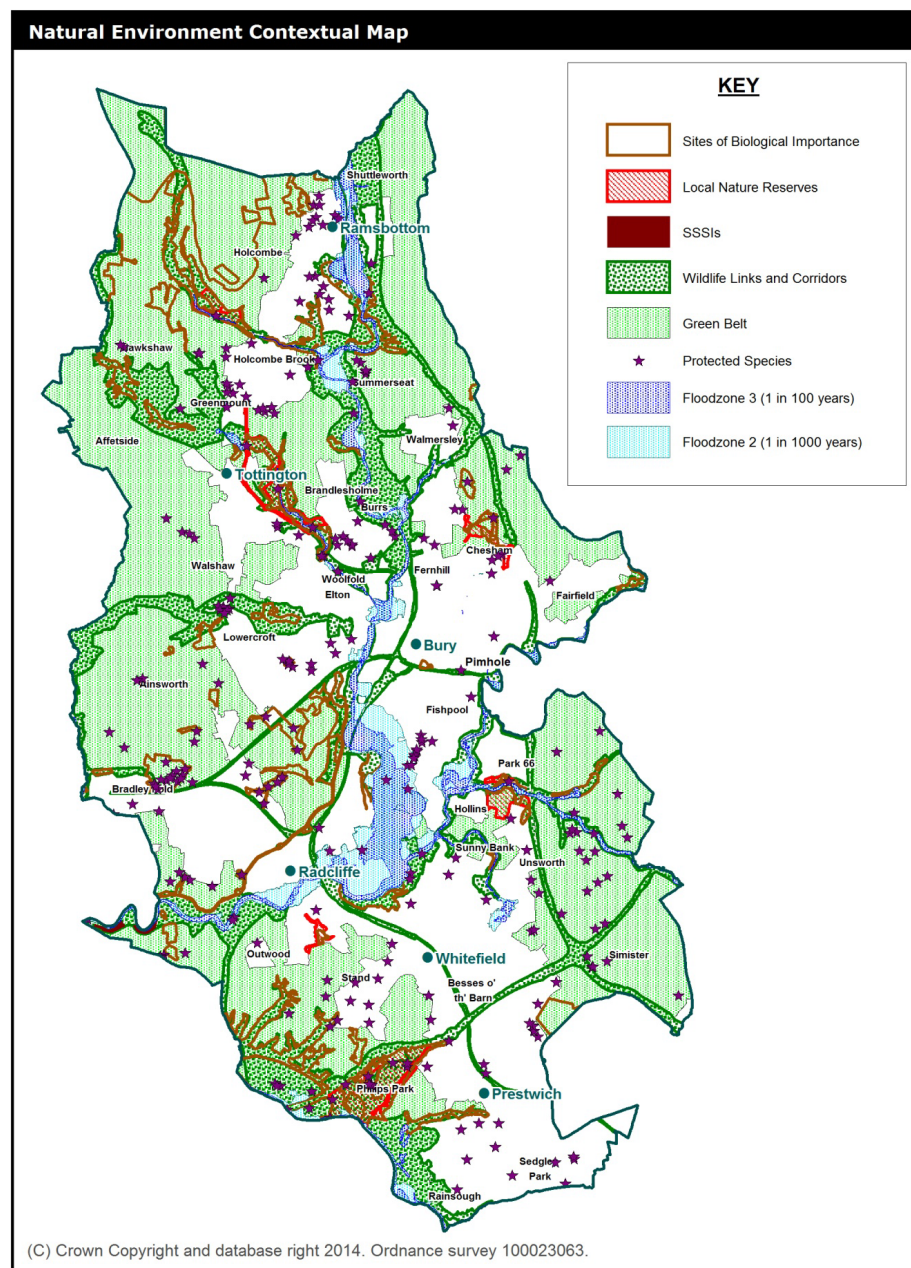 Natural Environment Contextual Map
KEY
Sites of Biological Importance
Local Nature Reserves
SSSIs
Wildlife Links and Corridors
Green Belt
Protected Species
Floodzone 3 (1 in 100 years)
Floodzone 2 (1 in 1000 years)
Shuttleworth
Ramsbottom
Holcombe
Hawkshaw
Holcombe Brook
Summerseat
Greenmount
Affetside
Walmersley
Tottington
Brandlesholme
Burrs
Chesham
Walshaw
Fernhill
Woolfold
Elton
Fairfield
Lowercroft
Bury
Pimhole
Ainsworth
Fishpool
Park 66
Bradley Fold
Hollins
Sunny Bank
Unsworth
Radcliffe
Outwood
Whitefield
Simister
Stand
Besses o'
th' Barn
Philips Park
Prestwich
Sedgley
Park
Rainsough
(C) Crown Copyright and database right 2014. Ordnance survey 100023063.